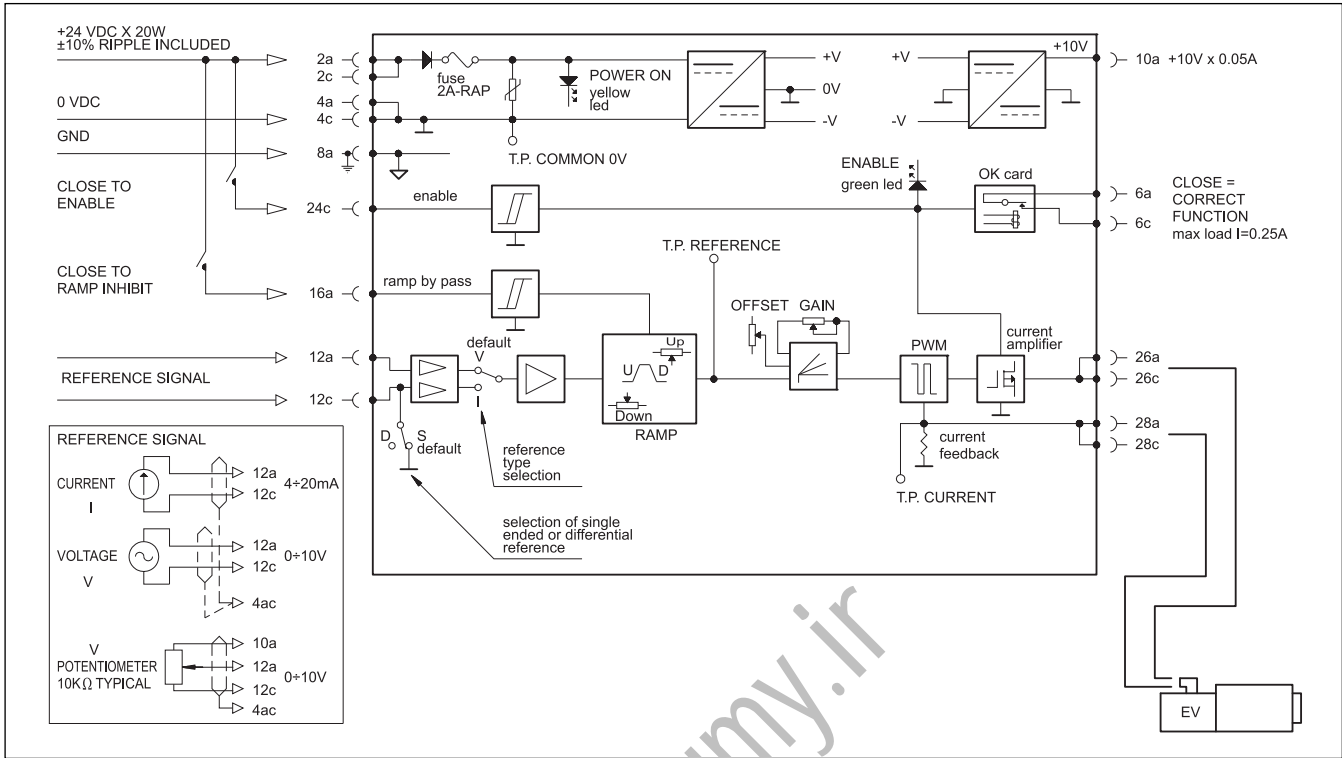 +24 VDC X 20W
±10% RIPPLE INCLUDED
0 VDC
GND
CLOSE TO
ENABLE
CLOSE TO
RAMP INHIBIT
REFERENCE SIGNAL
2a
2c
4a
4c
8a
24c
16a
12a
12c
fuse
2A-RAP
POWER ON
yellow
led
T.P. COMMON 0V
+V
0V
-V
+V
-V
+10V
10a +10V x 0.05A
enable
ENABLE
green led
OK card
6a
6c
CLOSE =
CORRECT
FUNCTION
max load I=0.25A
ramp by pass
T.P. REFERENCE
OFFSET GAIN
default
V
I
Up
U D
Down
RAMP
PWM
current
amplifier
26a
26c
28a
28c
D S
default
reference
type
selection
selection of single
ended or differential
reference
current
feedback
T.P. CURRENT
REFERENCE SIGNAL
CURRENT
I
12a
12c
4÷20mA
VOLTAGE
V
12a
12c
0÷10V
4ac
V
POTENTIOMETER
10KΩ TYPICAL
10a
12a
12c
0÷10V
4ac
EV